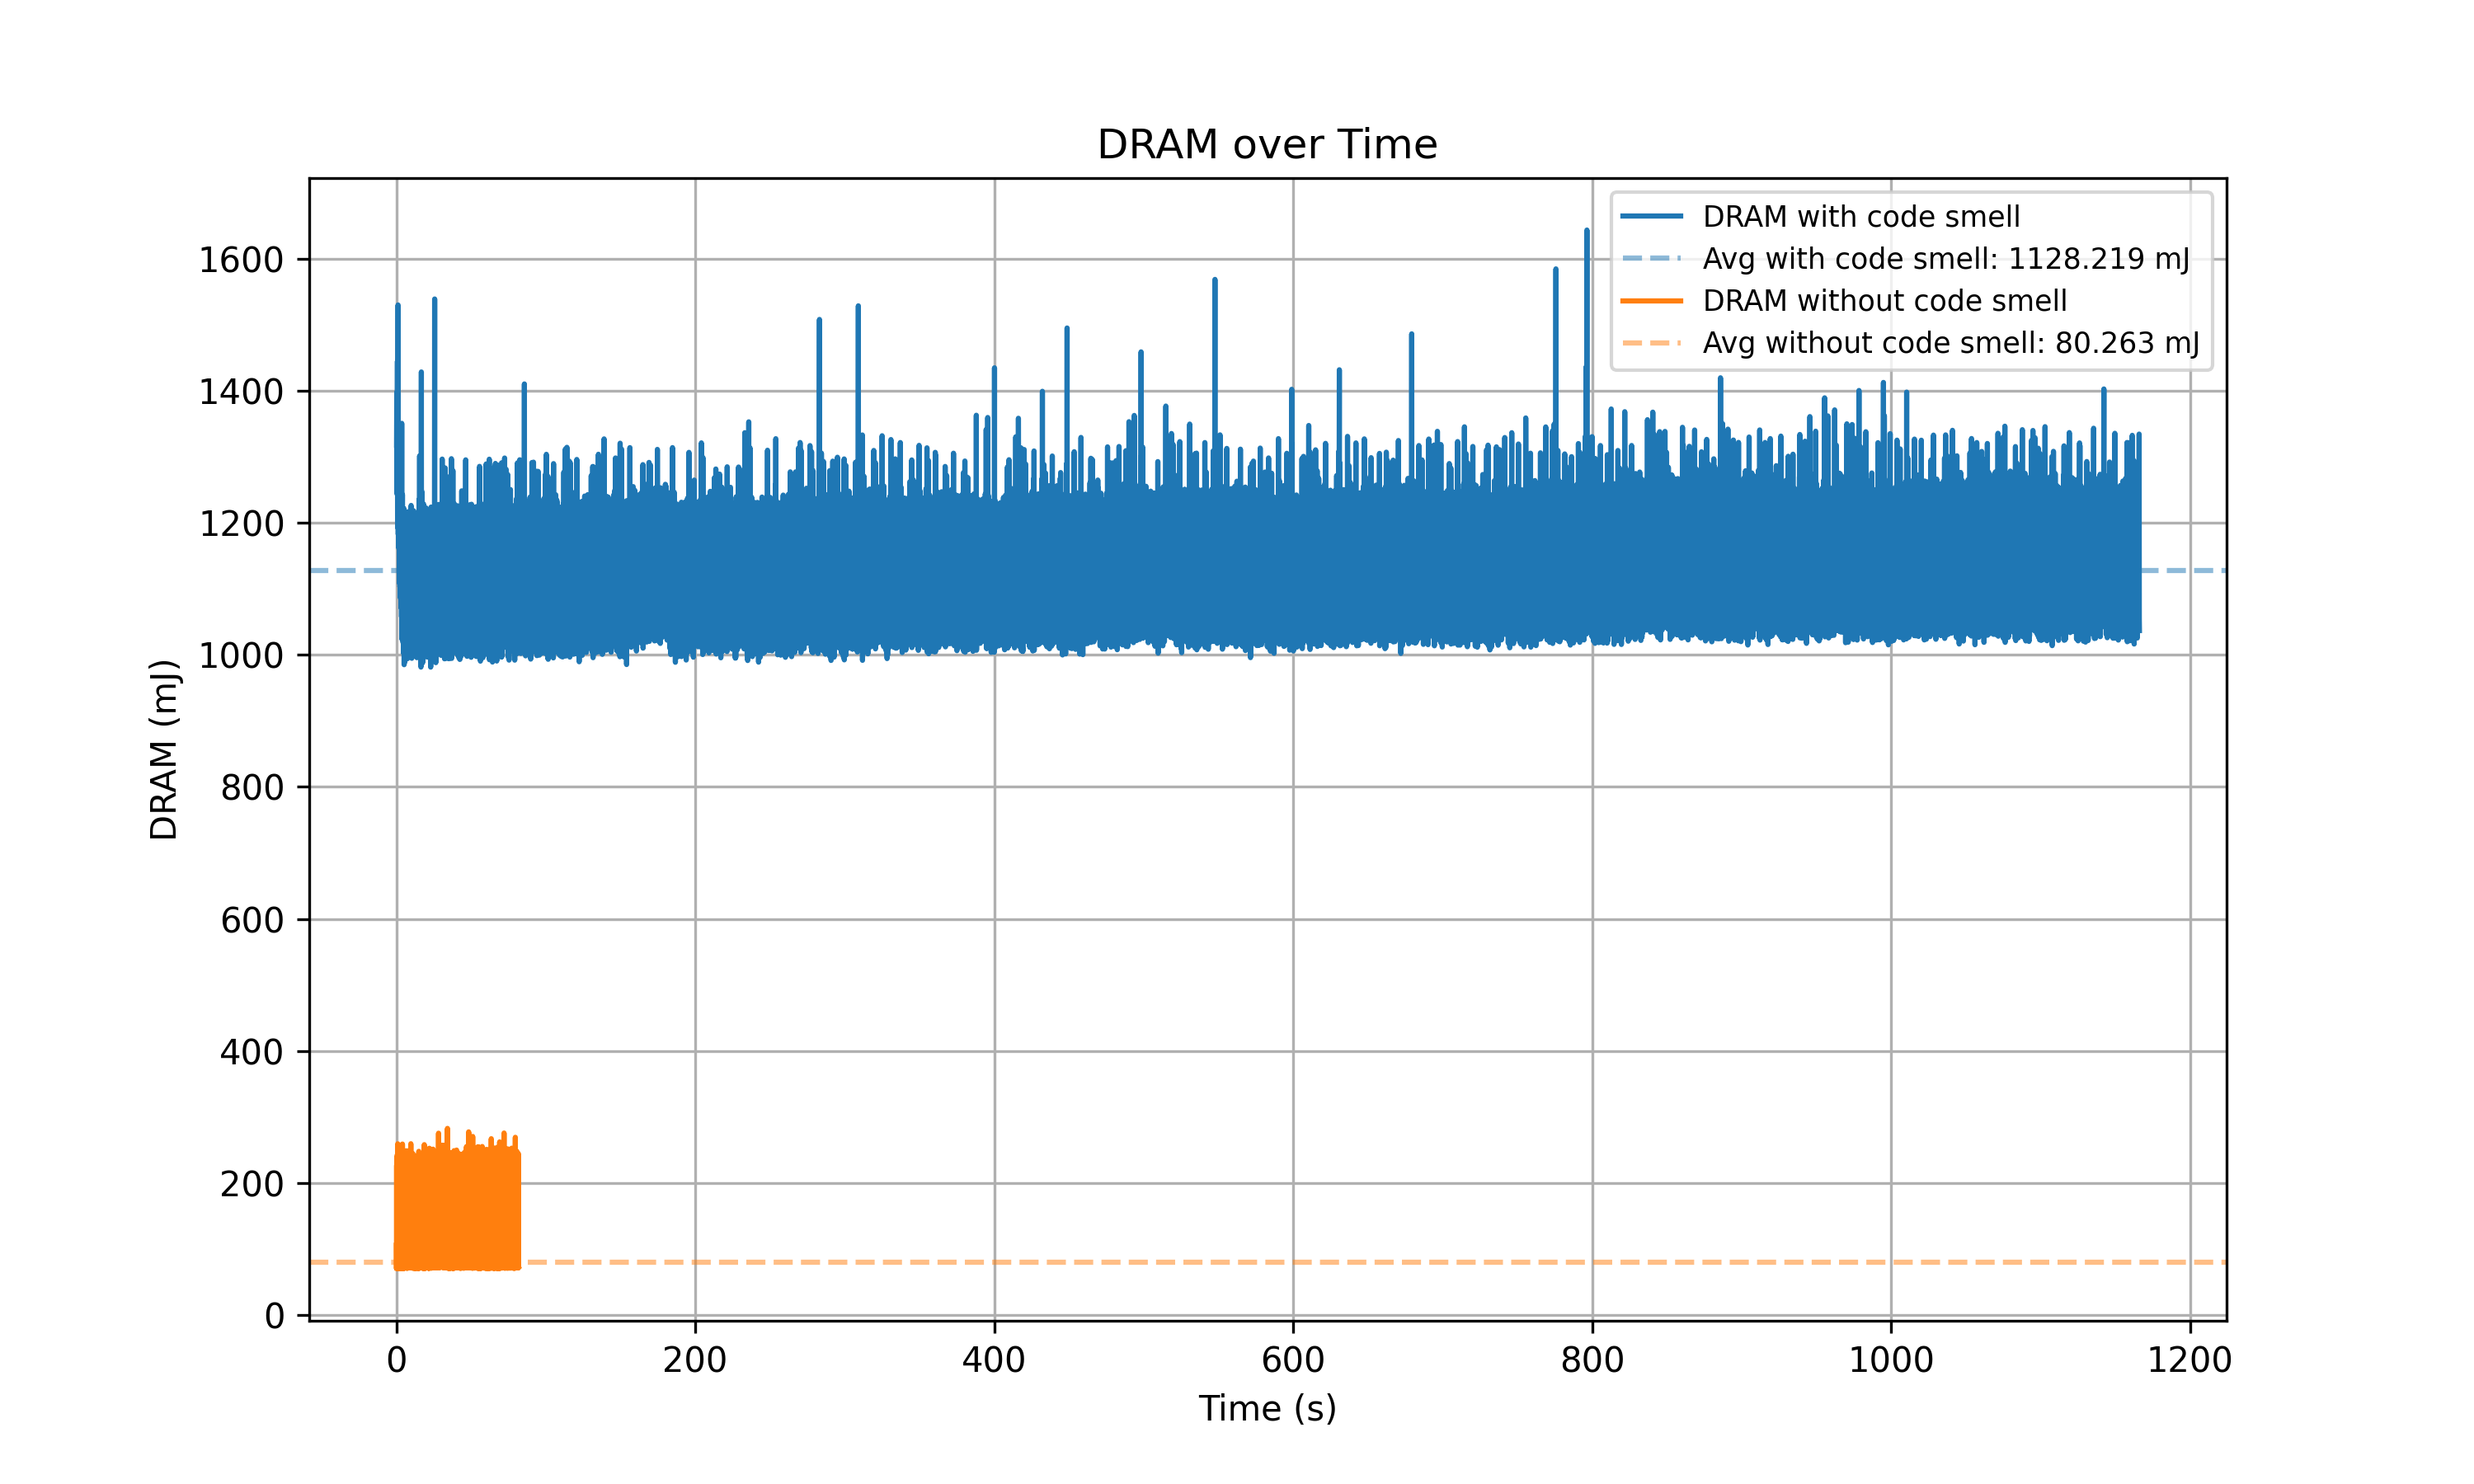 DRAM over Time
DRAM with code smell
Avg with code smell: 1128.219 mJ
DRAM without code smell
Avg without code smell: 80.263 mJ
DRAM (mJ)
1600
1400
1200
1000
800
600
400
200
0
0 200 400 600 800 1000 1200
Time (s)